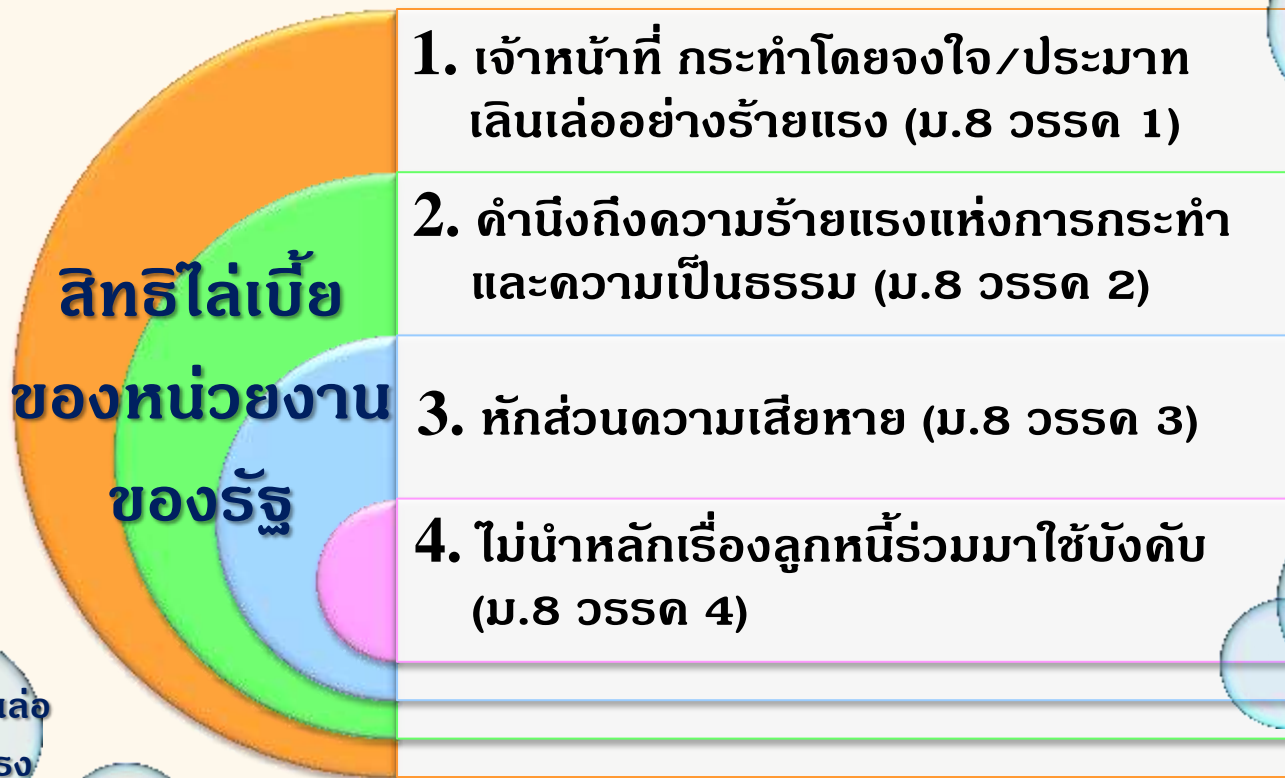 สิทธิไล่เบี้ย
ของหน่วยงาน
ของรัฐ
1. เจ้าหน้าที่ กระทำโดยจงใจ/ประมาท
เลินเล่ออย่างร้ายแรง (ม.8 วรรค 1)
2. คำนึงถึงความร้ายแรงแห่งการกระทำ
และความเป็นธรรม (ม.8 วรรค 2)
3. หักส่วนความเสียหาย (ม.8 วรรค 3)
4. ไม่นำหลักเรื่องลูกหนี้ร่วมมาใช้บังคับ
(ม.8 วรรค 4)